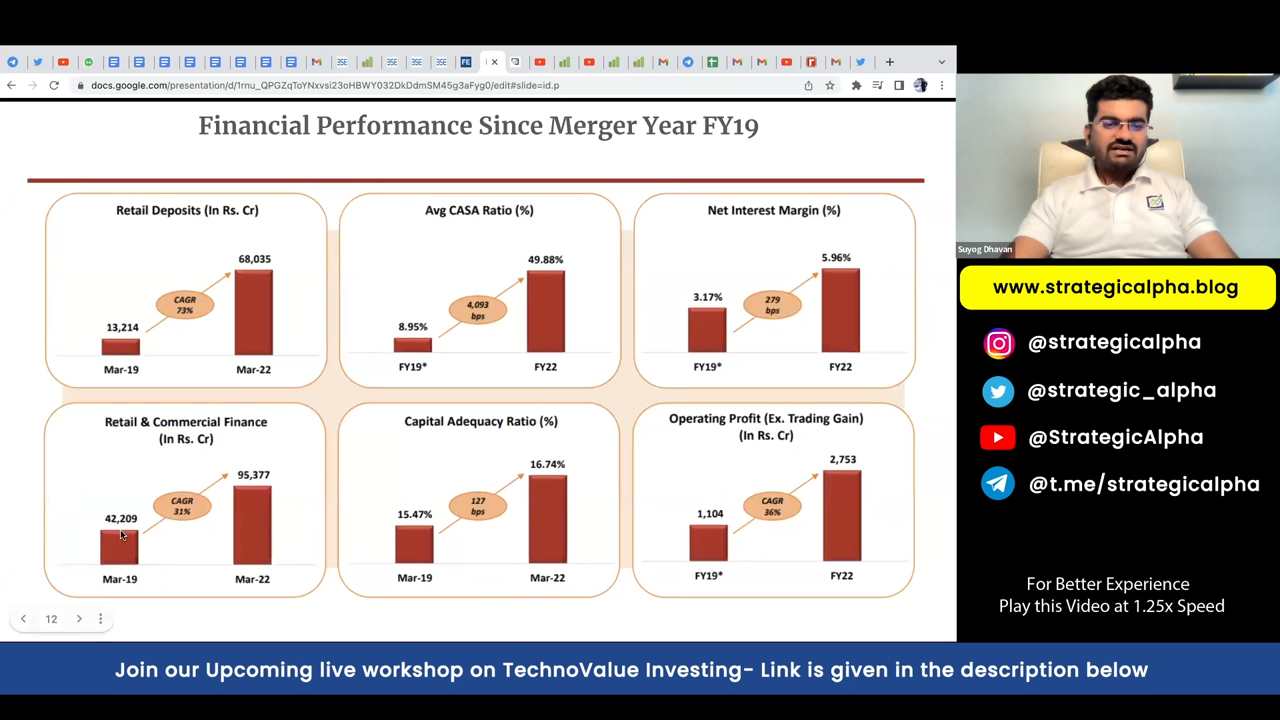 docs.google.com/presentation/d/1rnu_QPGZqToYNxvsi23oHBWY032DkDdmSM45g3aFyg0/edit#slide=id.p
Financial Performance Since Merger Year FY19
Retail Deposits (In Rs. Cr)
68,035
CAGR
73%
13,214
Mar-19
Mar-22
Avg CASA Ratio (%)
49.88%
4,093
bps
8.95%
FY19*
FY22
Net Interest Margin (%)
5.96%
3.17%
279
bps
FY19*
FY22
Retail & Commercial Finance
(In Rs. Cr)
95,377
CAGR
31%
42,209
Mar-19
Mar-22
Capital Adequacy Ratio (%)
16.74%
127
bps
15.47%
Mar-19
Mar-22
Operating Profit (Ex. Trading Gain)
(In Rs. Cr)
2,753
CAGR
36%
1,104
FY19*
FY22
12
Suyog Dhavan
www.strategicalpha.blog
@strategicalpha
@strategic_alpha
@StrategicAlpha
@t.me/strategicalpha
For Better Experience
Play this Video at 1.25x Speed
Join our Upcoming live workshop on TechnoValue Investing- Link is given in the description below